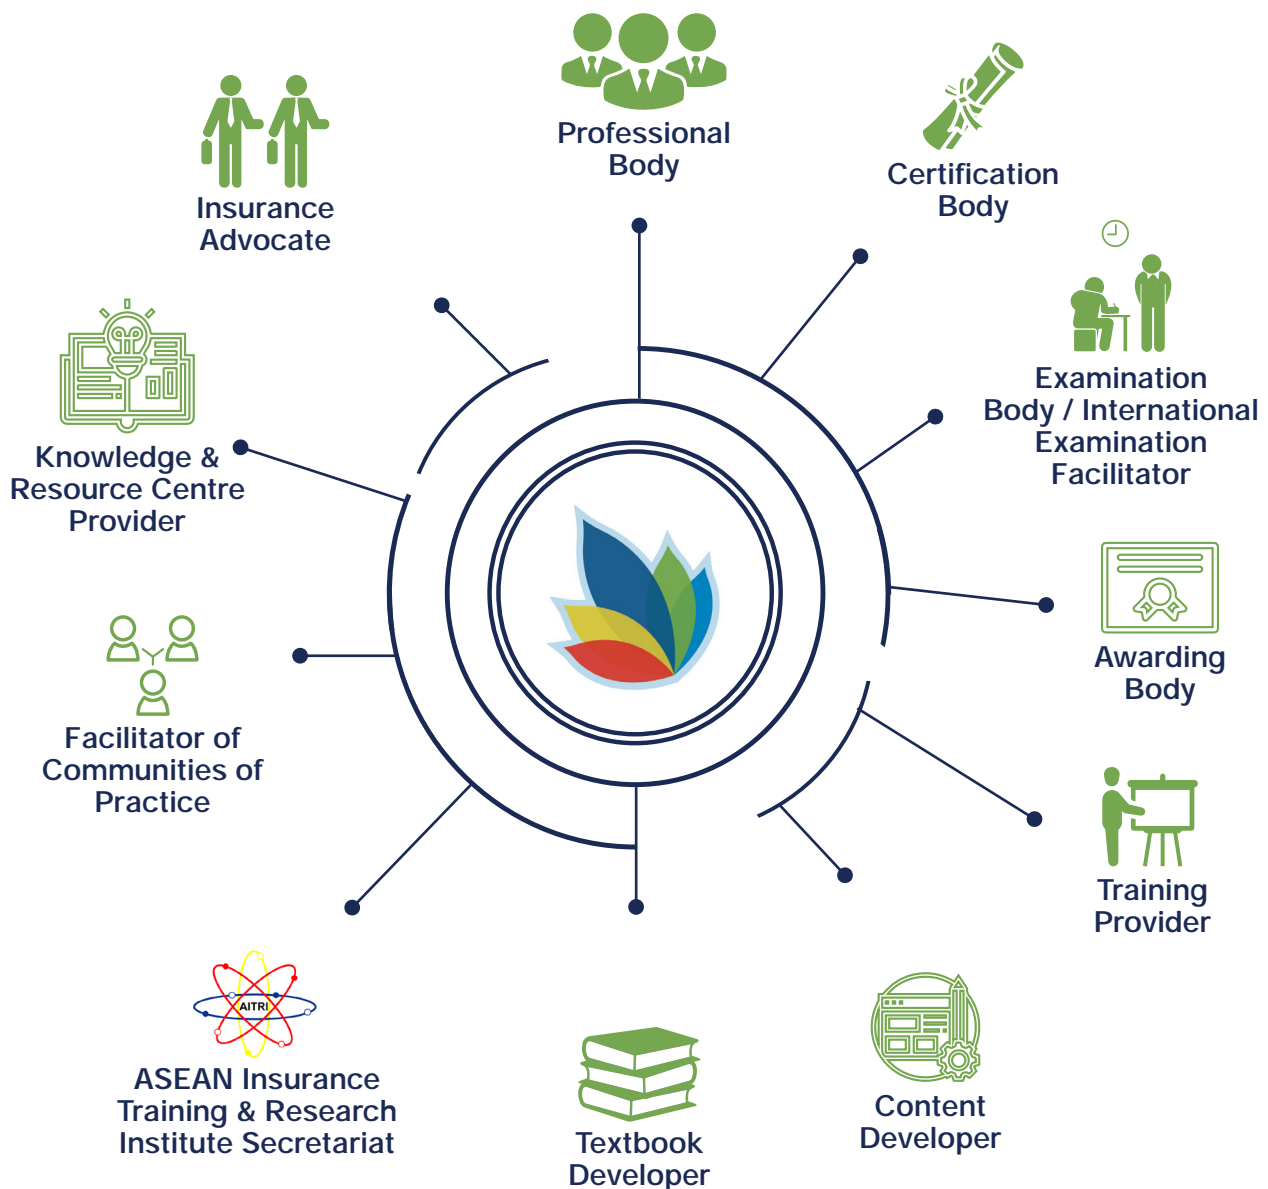 Professional
Body
Certification
Body
Examination
Body / International
Examination
Facilitator
Awarding
Body
Training
Provider
Content
Developer
Textbook
Developer
AITRI
ASEAN Insurance
Training & Research
Institute Secretariat
Facilitator of
Communities of
Practice
Knowledge &
Resource Centre
Provider
Insurance
Advocate